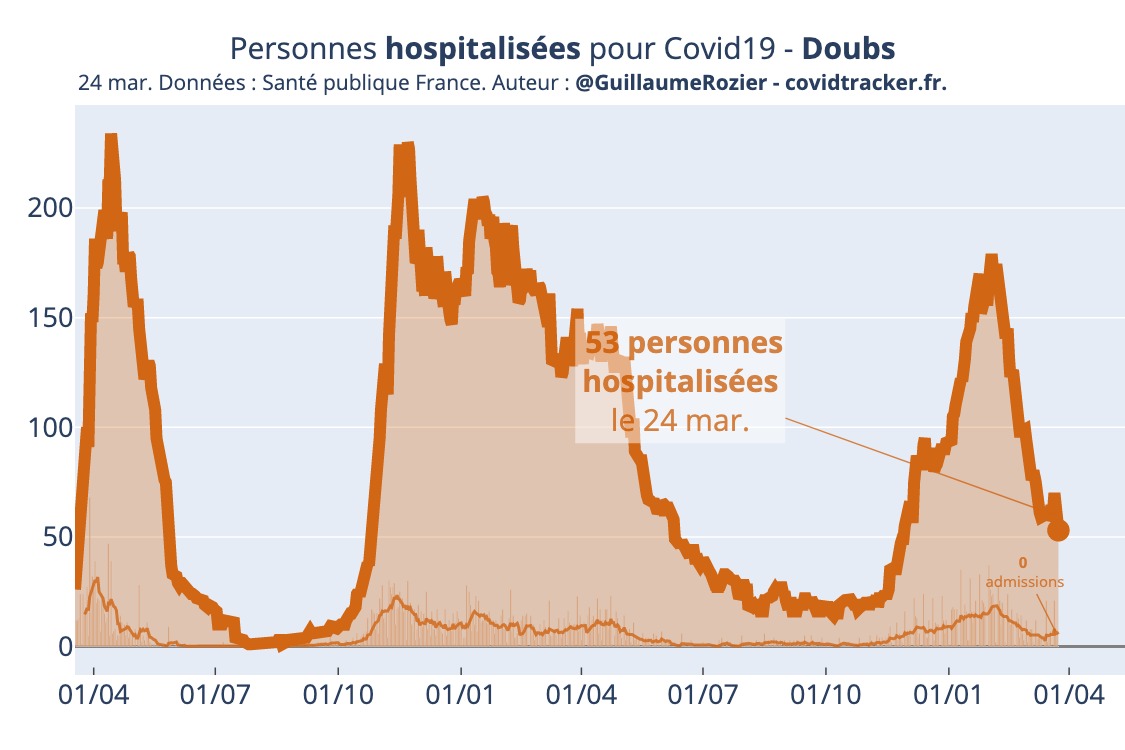 Personnes hospitalisées pour Covid19 - Doubs
24 mar. Données : Santé publique France. Auteur : @GuillaumeRozier - covidtracker.fr.
200
150
53 personnes
hospitalisées
le 24 mar.
100
50
0
admissions
0
01/04 01/07 01/10 01/01 01/04 01/07 01/10 01/01 01/04